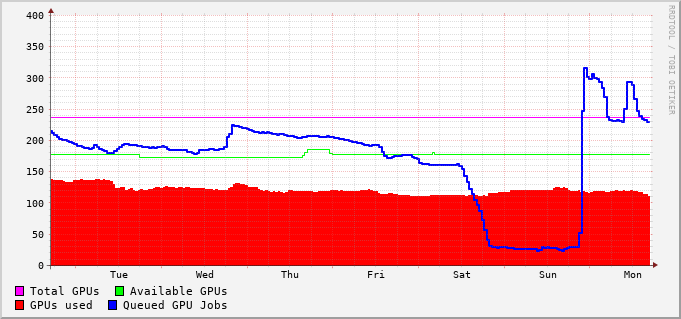 400
350
300
250
200
150
100
50
0
Tue Wed Thu Fri Sat Sun Mon
Total GPUs Available GPUs
GPUs used Queued GPU Jobs
RRDTOOL / TOBI OETIKER